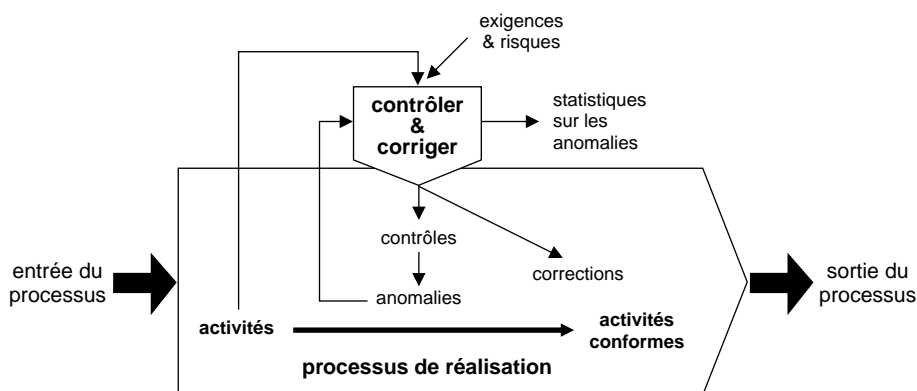 exigences
& risques
contrôler
&
corriger
statistiques
sur les
anomalies
contrôles
entrée du
processus
corrections
sortie du
processus
anomalies
activités
activités
conformes
processus de réalisation